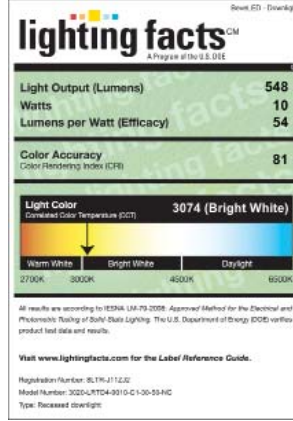 lighting facts CM
A Program of the U.S. DOE
Light Output (Lumens) 548
Watts 10
Lumens per Watt (Efficacy) 54
Color Accuracy 81
Color Rendering Index (CRI)
Light Color 3074 (Bright White)
Correlated Color Temperature (CCT)
Warm White Bright White Daylight
2700K 3000K 4500K 6500K
All results are according to IESNA LM-79-2008: Approved Method for the Electrical and
Photometric Testing of Solid-State Lighting. The U.S. Department of Energy (DOE) verifies
product test data and results.
Visit www.lightingfacts.com for the Label Reference Guide.
Registration Number:
Model Number:
Type: Recessed downlight